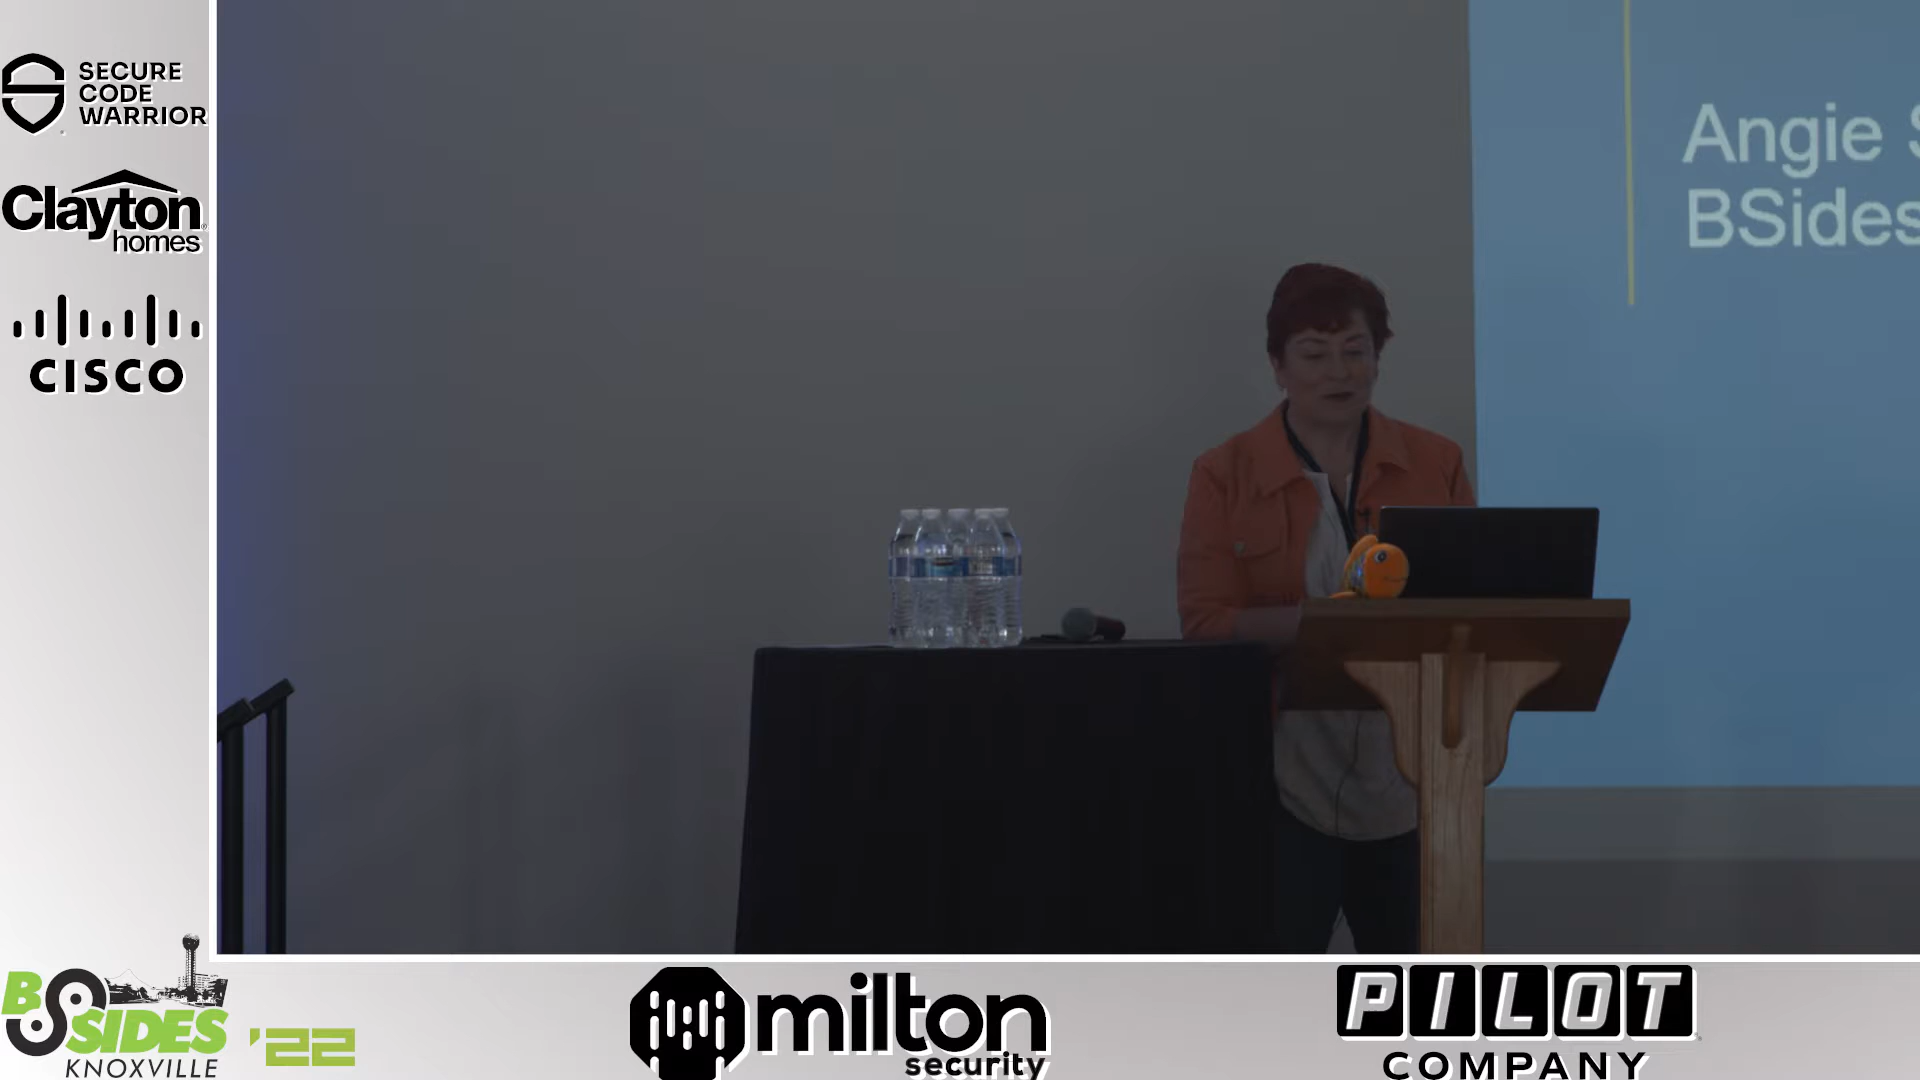 SECURE
CODE
WARRIOR
Clayton
homes
CISCO
Angie
BSides
BSIDES
KNOXVILLE
'22
milton
security
PILOT
COMPANY